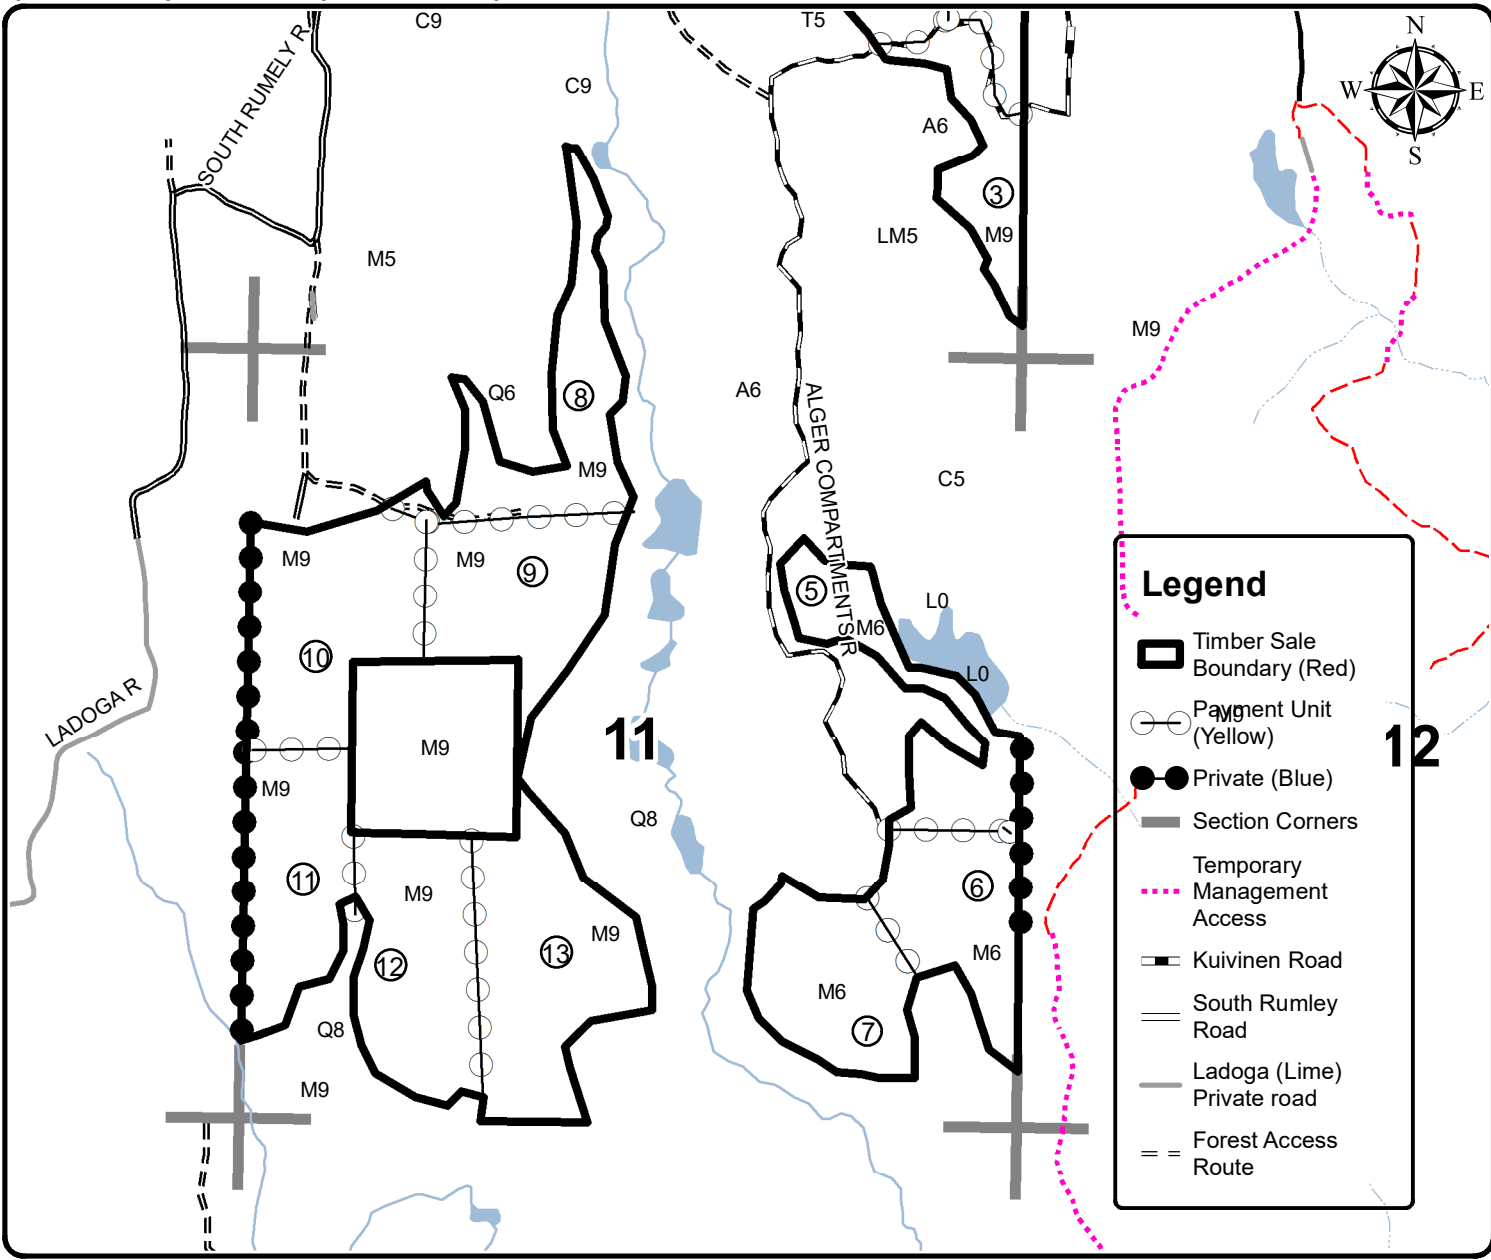 C9
T5
N
SOUTH RUMELY R
C9
W
E
A6
S
3
M5
LM5
M9
M9
Q6
8
A6
ALGER COMPARTMENTS R
M9
C5
M9
M9
9
5
L0
M6
10
L0
LADOGA R
M9
11
12
M9
Q8
11
M9
6
M9
12
13
M6
M6
7
Q8
M9
Legend
Timber Sale
Boundary (Red)
M9
Payment Unit
(Yellow)
Private (Blue)
Section Corners
Temporary
Management
Access
Kuivinen Road
South Rumley
Road
Ladoga (Lime)
Private road
Forest Access
Route